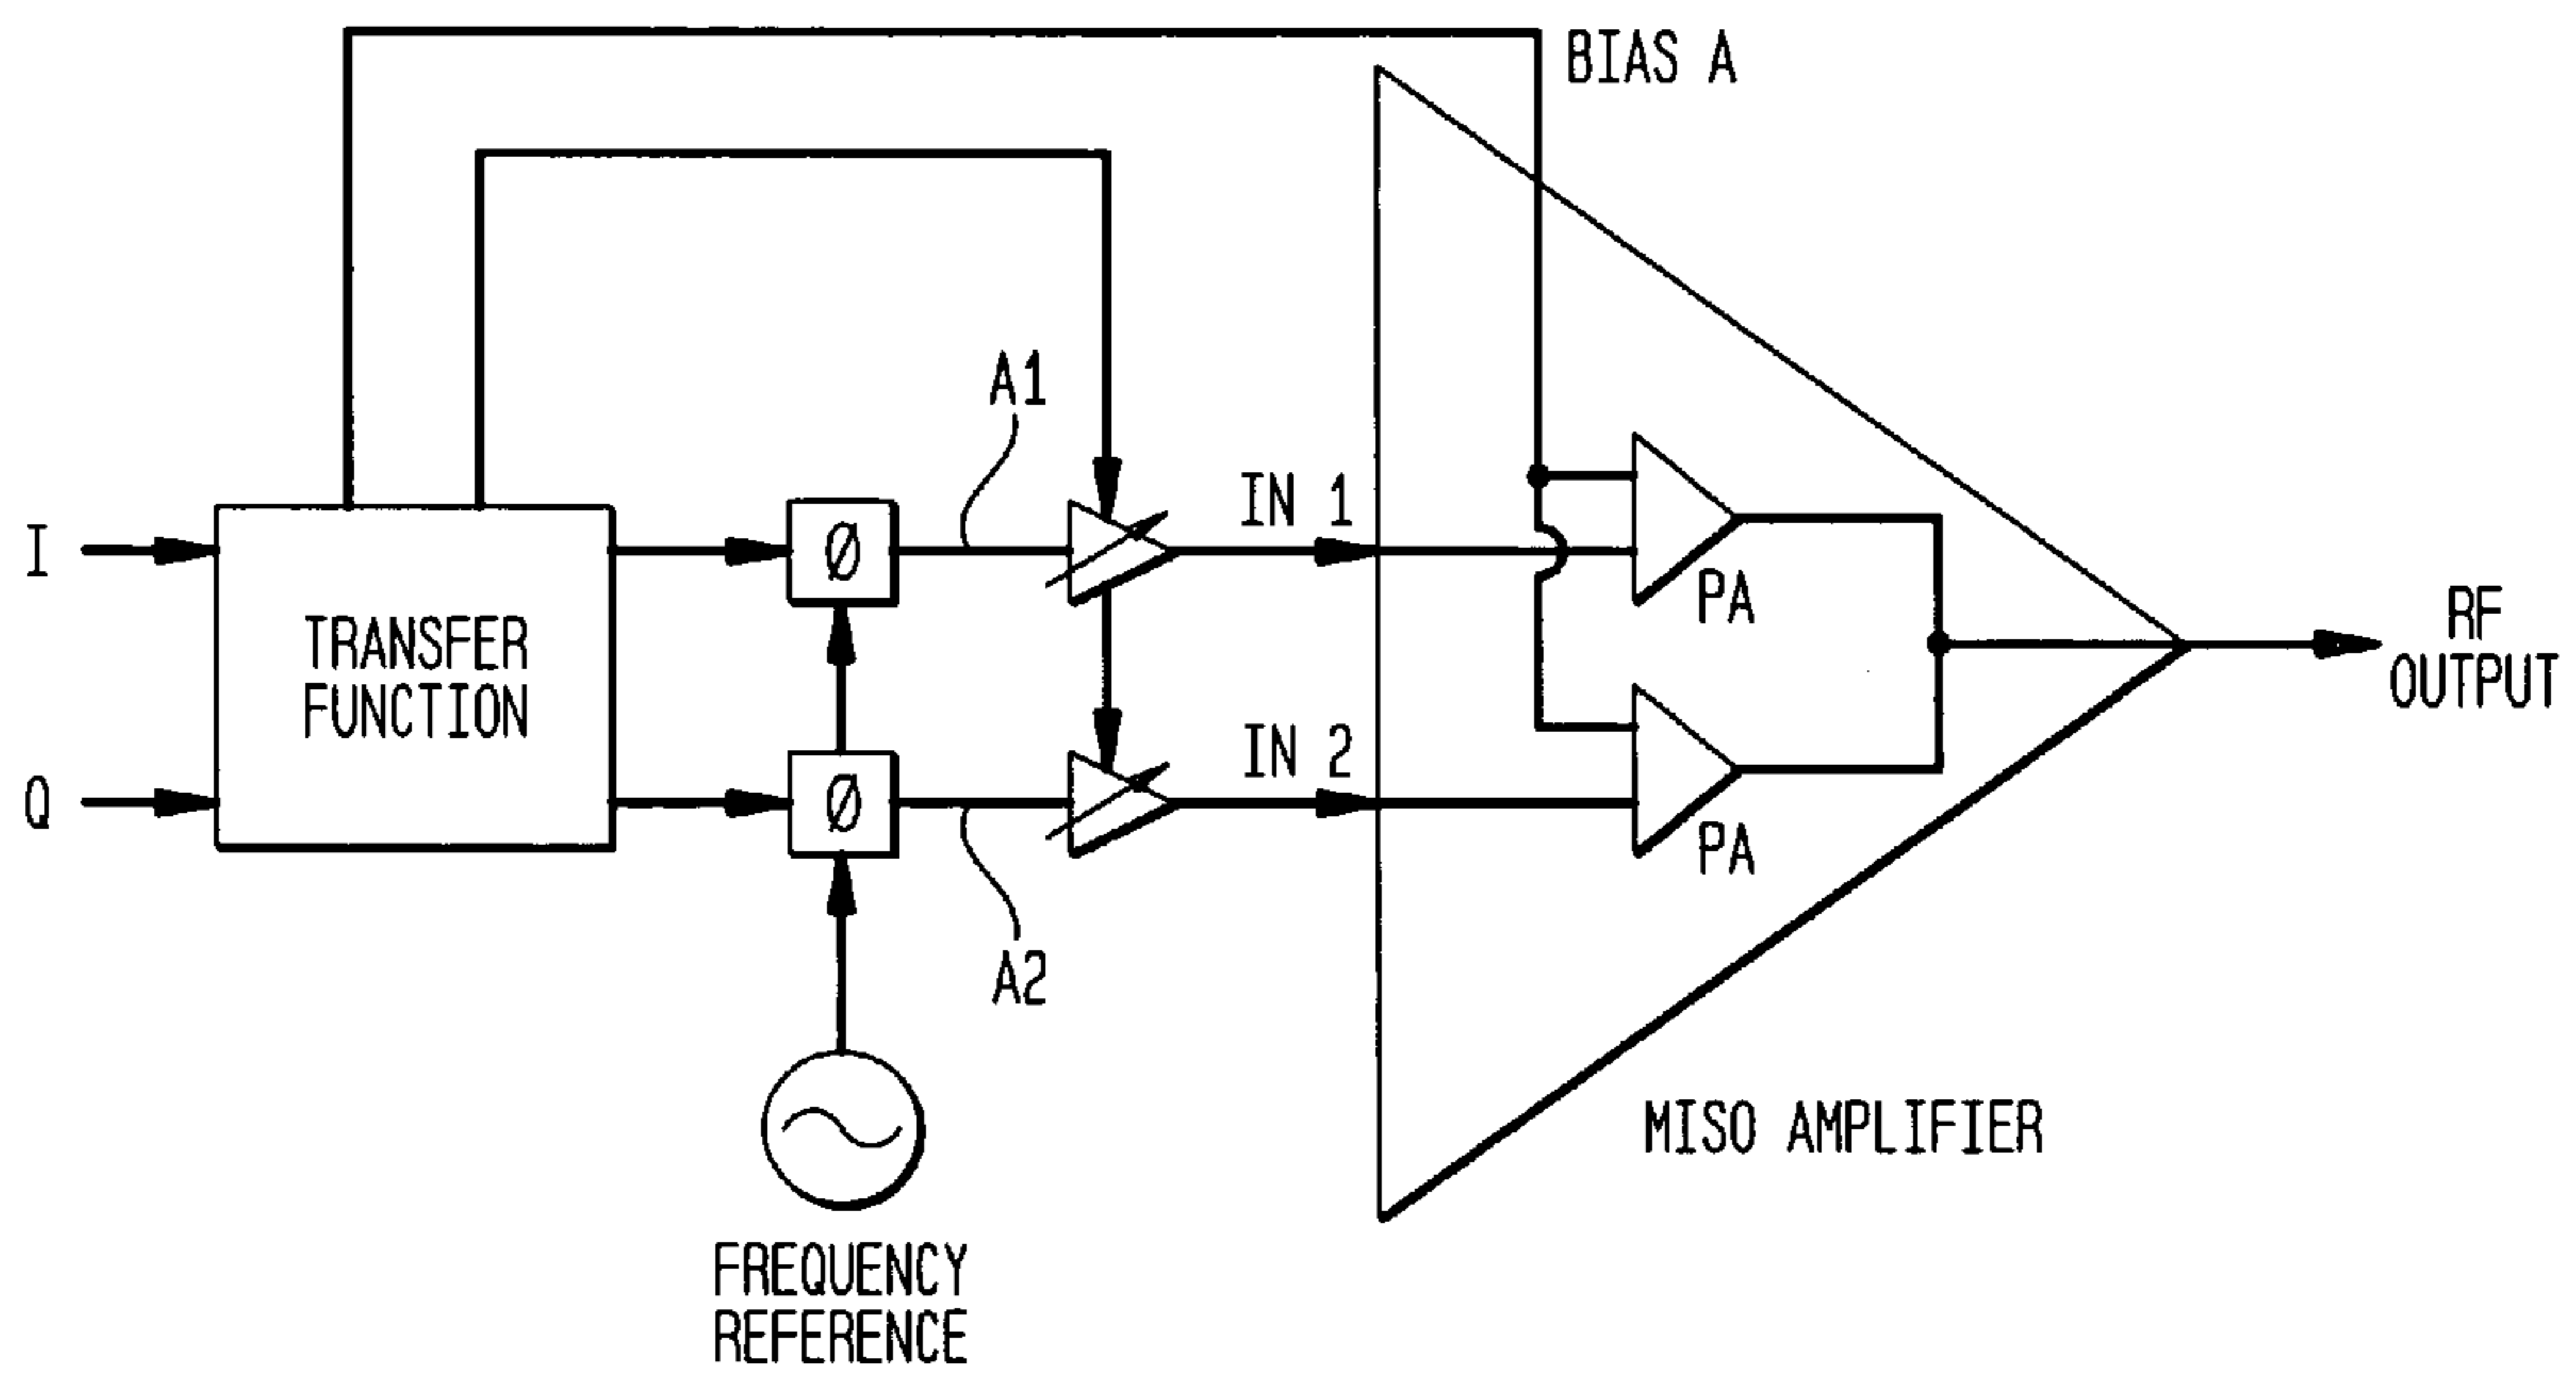 BIAS A
A1
IN 1
I
Ø
PA
TRANSFER
FUNCTION
RF
OUTPUT
IN 2
Q
Ø
PA
A2
MISO AMPLIFIER
FREQUENCY
REFERENCE